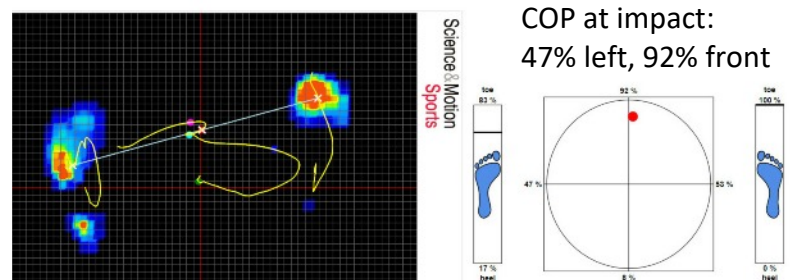 COP at impact:
47% left, 92% front
Science&Motion
Sports
toe
83 %
92 %
toe
100 %
47 %
53 %
17 %
heel
8 %
0 %
heel